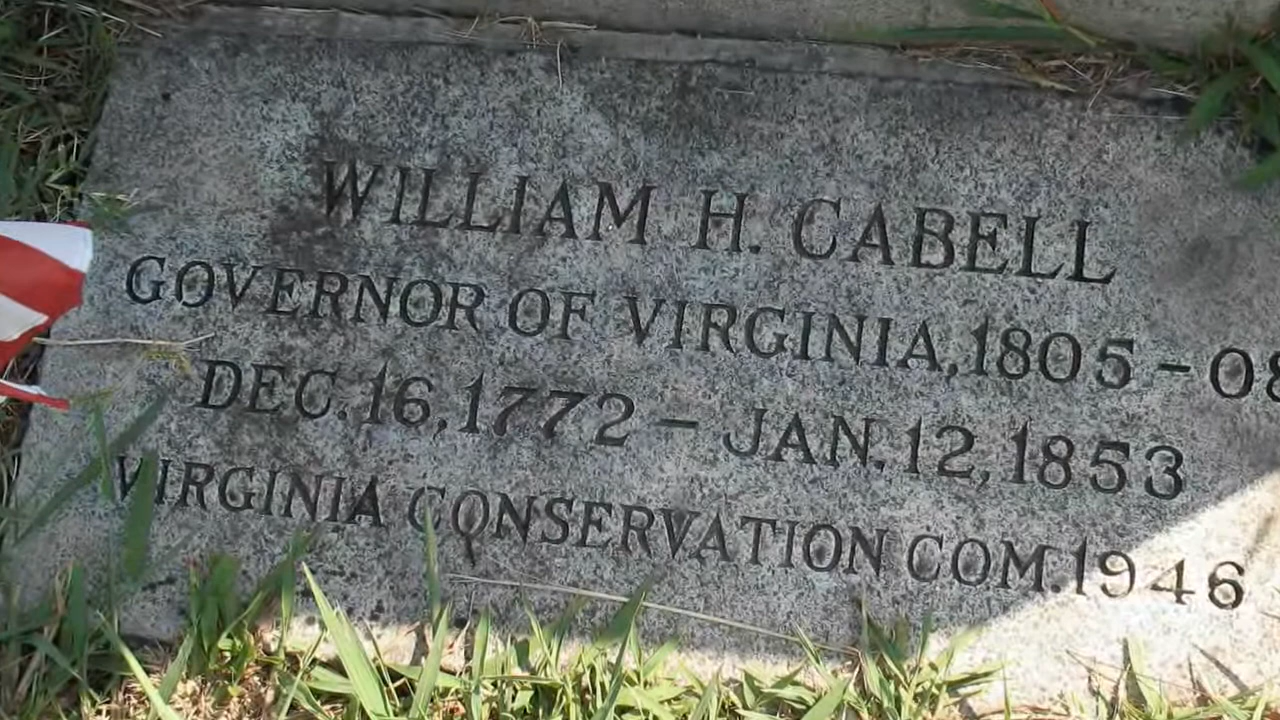 WILLIAM H. CABELL
GOVERNOR OF VIRGINIA, 1805 - 08
DEC. 16, 1772 - JAN. 12, 1853
VIRGINIA CONSERVATION COM. 1946